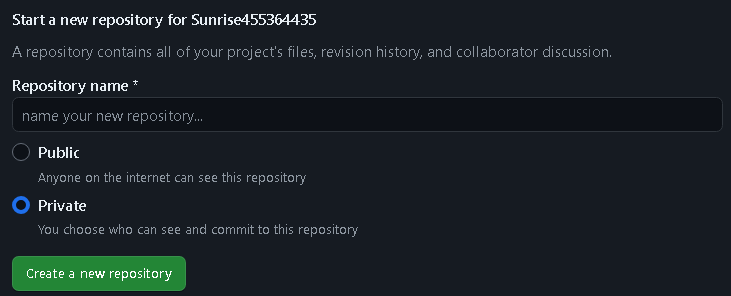 Start a new repository for Sunrise455364435
A repository contains all of your project's files, revision history, and collaborator discussion.
Repository name *
name your new repository...
Public
Anyone on the internet can see this repository
Private
You choose who can see and commit to this repository
Create a new repository